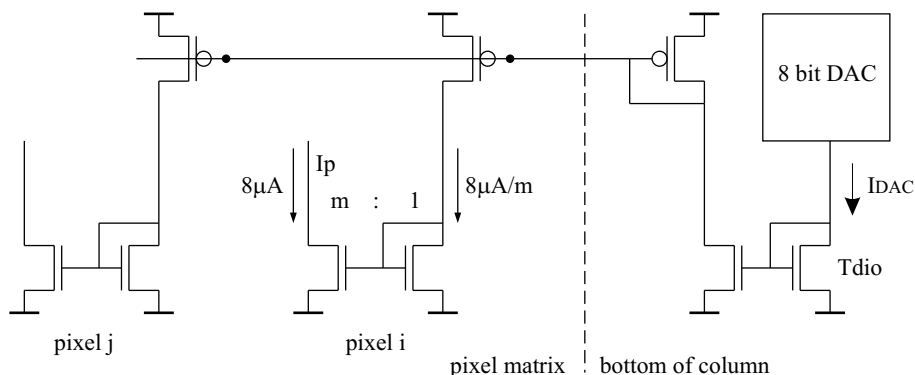 8 bit DAC
8μA
Ip
8μA/m
IDAC
m : 1
Tdio
pixel j
pixel i
pixel matrix
bottom of column